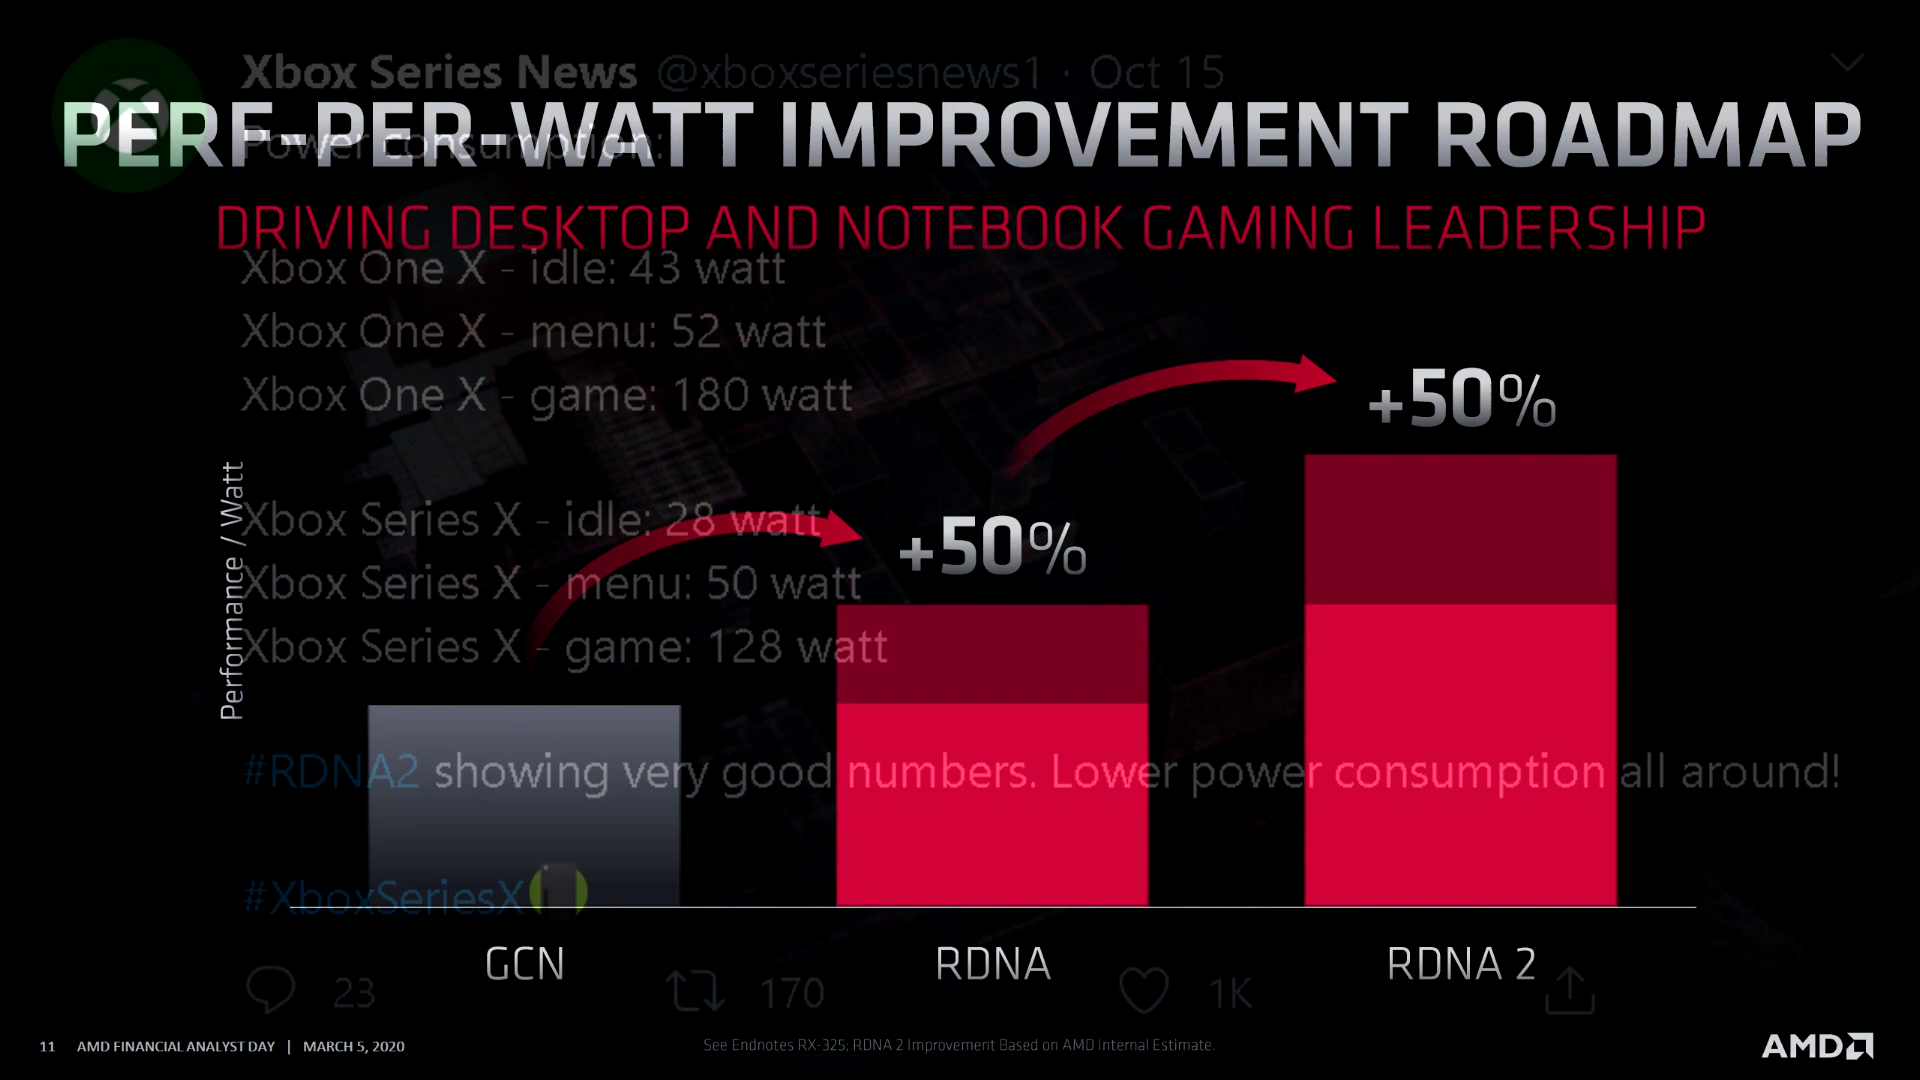 Xbox Series News @xboxseriesnews1 · Oct 15
PERF-PER-WATT IMPROVEMENT ROADMAP
Power consumption:
DRIVING DESKTOP AND NOTEBOOK GAMING LEADERSHIP
Xbox One X - idle: 43 watt
Xbox One X - menu: 52 watt
Xbox One X - game: 180 watt
+50%
Performance / Watt
Xbox Series X - idle: 28 watt
+50%
Xbox Series X - menu: 50 watt
Xbox Series X - game: 128 watt
#RDNA2 showing very good numbers. Lower power consumption all around!
#XboxSeriesX
GCN RDNA RDNA 2
23 170 1K
11 AMD FINANCIAL ANALYST DAY | MARCH 5, 2020
See Endnotes RX-325; RDNA 2 Improvement Based on AMD Internal Estimate.
AMD